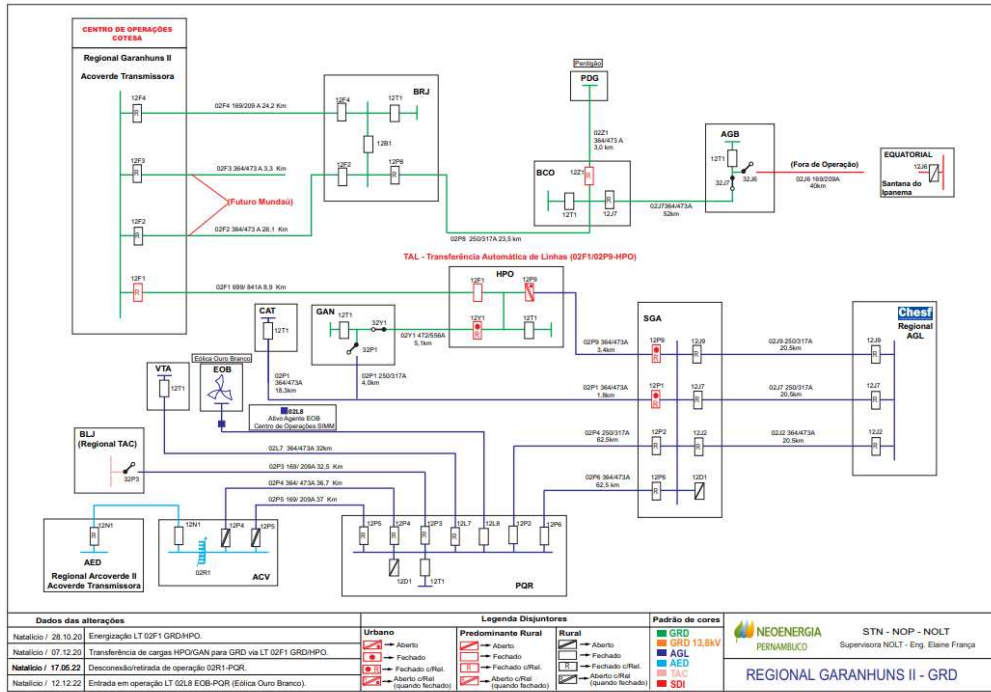 CENTRO DE OPERAÇÕES
COTESA
Regional Garanhuns II
Acoverde Transmissora
12F4
R
02F4 169/209 A 24,2 Km
12F3
R
02F3 364/473 A 3,3 Km
(Futuro Mundaú)
12F2
R
02F2 364/473 A 26,1 Km
12F1
R
02F1 699/ 841A 8,9 Km
BRJ
12F4
12T1
12B1
12F2
12P8
R
02P8 250/317A 23,5 km
Perdigão
PDG
02Z1
364/473 A
3,0 km
BCO
12Z1
R
12T1
12J7
R
02J7364/473A
52km
AGB
12T1
32J7
32J6
(Fora de Operação)
02J6 169/209A
40km
EQUATORIAL
12J6
Santana do
Ipanema
TAL - Transferência Automática de Linhas (02F1/02P9-HPO)
HPO
12F1
12P9
12Y1
R
12T1
GAN
12T1
32Y1
32P1
02Y1 472/556A
5,1km
CAT
12T1
02P1
364/473A
18,3km
02P1 250/317A
4,0km
02P9 364/473A
3,4km
02P1 364/473A
1,8km
02P4 250/317A
62,5km
02P6 364/473A
62,5 km
SGA
12P9
R
12J9
R
12P1
R
12J7
R
12P2
R
12J2
R
12P6
R
12D1
02J9 250/317A
20,5km
02J7 250/317A
20,5km
02J2 364/473A
20,5km
Chesf
Regional
AGL
12J9
R
12J7
R
12J2
R
VTA
12T1
Eólica Ouro Branco
EOB
02L8
Ativo Agente EOB
Centro de Operações SIMM
BLJ
(Regional TAC)
32P3
02L7 364/473A 32km
02P3 169/ 209A 32,5 Km
02P4 364/ 473A 36,7 Km
02P5 169/ 209A 37 Km
12N1
R
AED
Regional Arcoverde II
Acoverde Transmissora
12N1
02R1
12P4
12P5
ACV
12P5
R
12P4
R
12P3
R
12L7
R
12L8
12P2
12P6
12D1
12T1
PQR
Dados das alterações
Natalício / 28.10.20 Energização LT 02F1 GRD/HPO.
Natalício / 07.12.20 Transferência de cargas HPO/GAN para GRD via LT 02F1 GRD/HPO.
Natalício / 17.05.22 Desconexão/retirada de operação 02R1-PQR.
Natalício / 12.12.22 Entrada em operação LT 02L8 EOB-PQR (Eólica Ouro Branco).
Legenda Disjuntores
Urbano
Aberto
Fechado
R Fechado c/Rel.
Aberto c/Rel
(quando fechado)
Predominante Rural
Aberto
Fechado
R Fechado c/Rel.
Aberto c/Rel
(quando fechado)
Rural
Aberto
Fechado
R Fechado c/Rel.
Aberto c/Rel
(quando fechado)
Padrão de cores
GRD
GRD 13,8kV
AGL
AED
TAC
SDI
NEOENERGIA
PERNAMBUCO
STN - NOP - NOLT
Supervisora NOLT - Eng. Elaine França
REGIONAL GARANHUNS II - GRD